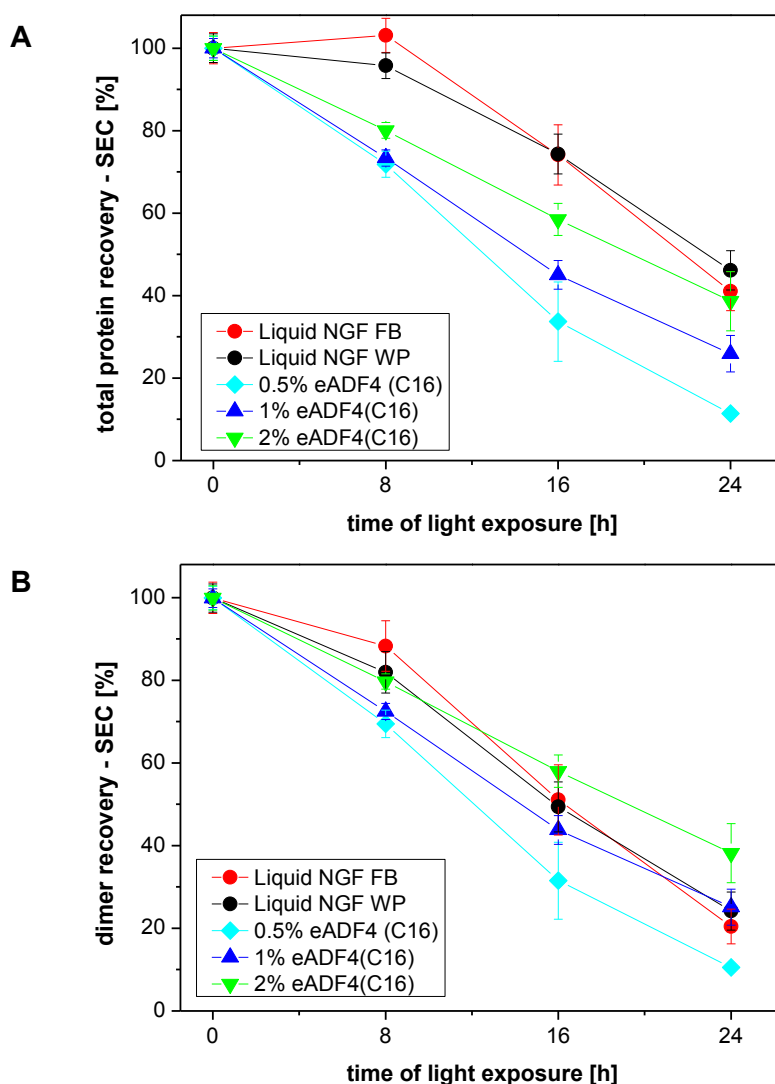 A
total protein recovery - SEC [%]
100
80
60
40
20
0
Liquid NGF FB
Liquid NGF WP
0.5% eADF4 (C16)
1% eADF4(C16)
2% eADF4(C16)
0 8 16 24
time of light exposure [h]
B
dimer recovery - SEC [%]
100
80
60
40
20
0
Liquid NGF FB
Liquid NGF WP
0.5% eADF4 (C16)
1% eADF4(C16)
2% eADF4(C16)
0 8 16 24
time of light exposure [h]